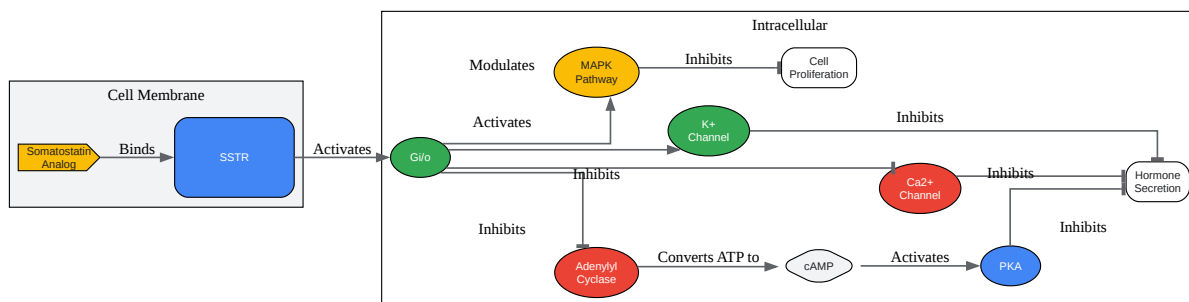 Intracellular
MAPK
Pathway
Modulates
Inhibits
Cell
Proliferation
Cell Membrane
Somatostatin
Analog
Binds
SSTR
Activates
Gi/o
Activates
K+
Channel
Inhibits
Inhibits
Ca2+
Channel
Inhibits
Hormone
Secretion
Inhibits
Inhibits
Adenylyl
Cyclase
Converts ATP to
cAMP
Activates
PKA